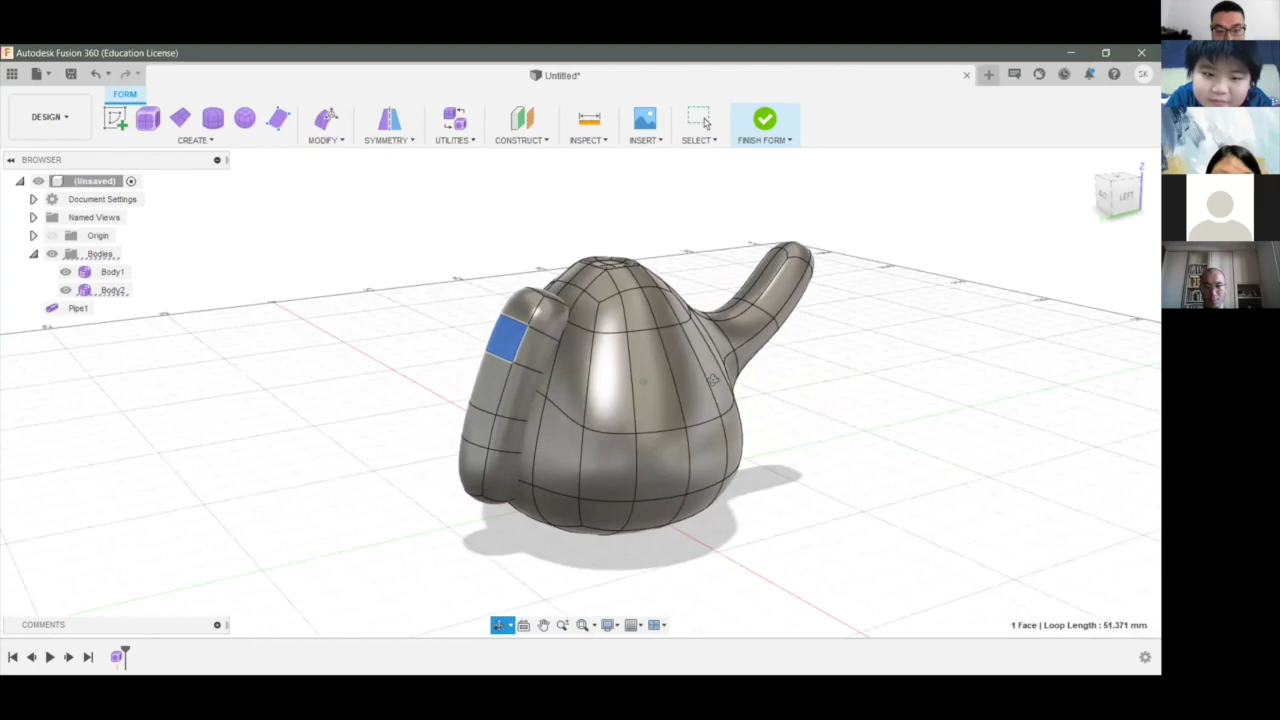 Autodesk Fusion 360 (Education License)
Untitled*
SK
FORM
DESIGN
CREATE
MODIFY
SYMMETRY
UTILITIES
CONSTRUCT
INSPECT
INSERT
SELECT
FINISH FORM
BROWSER
(Unsaved)
Document Settings
Named Views
Origin
Bodies
Body1
Body2
Pipe1
Z
LEFT
COMMENTS
1 Face | Loop Length : 51.371 mm